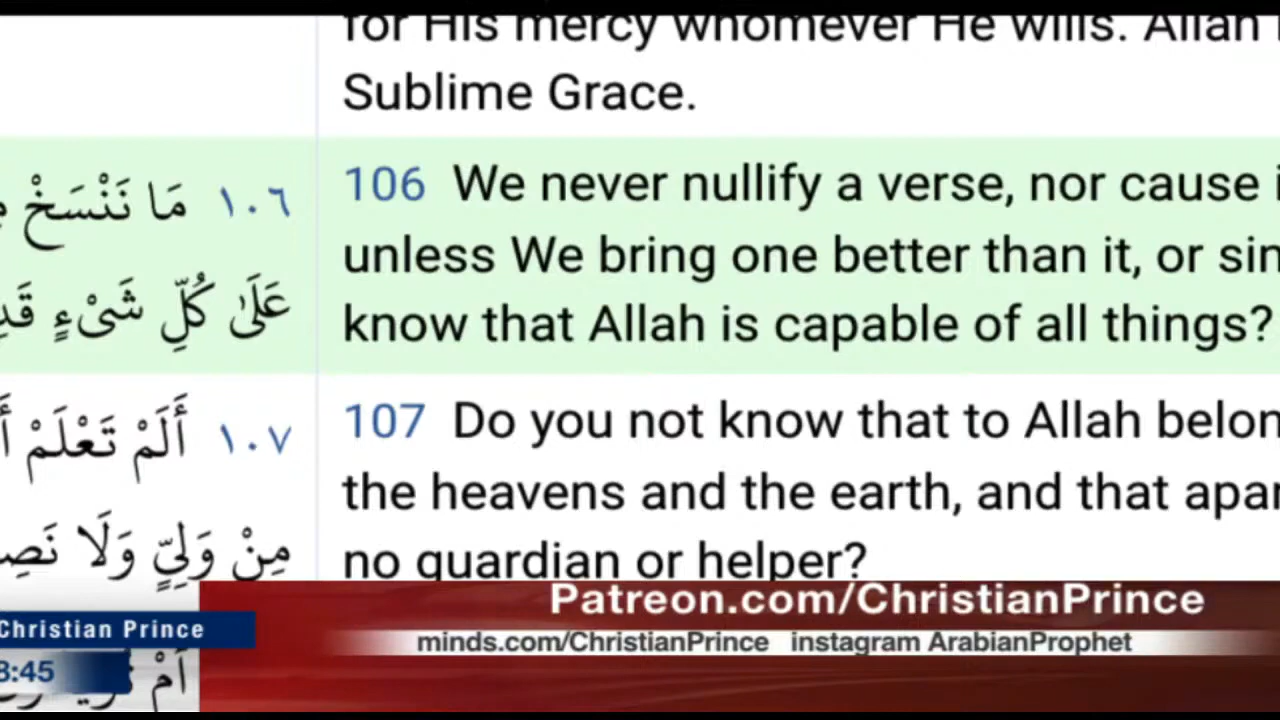 for His mercy whomever He wills. Allah
Sublime Grace.
١٠٦ مَا نَنْسَخْ
عَلَىٰ كُلِّ شَىْءٍ
106 We never nullify a verse, nor cause
unless We bring one better than it, or
know that Allah is capable of all things?
١٠٧ أَلَمْ تَعْلَمْ
مِنْ وَلِيٍّ وَلَا
107 Do you not know that to Allah
the heavens and the earth, and that
no guardian or helper?
أَمْ
Patreon.com/ChristianPrince
Christian Prince
minds.com/ChristianPrince instagram ArabianProphet
8:45